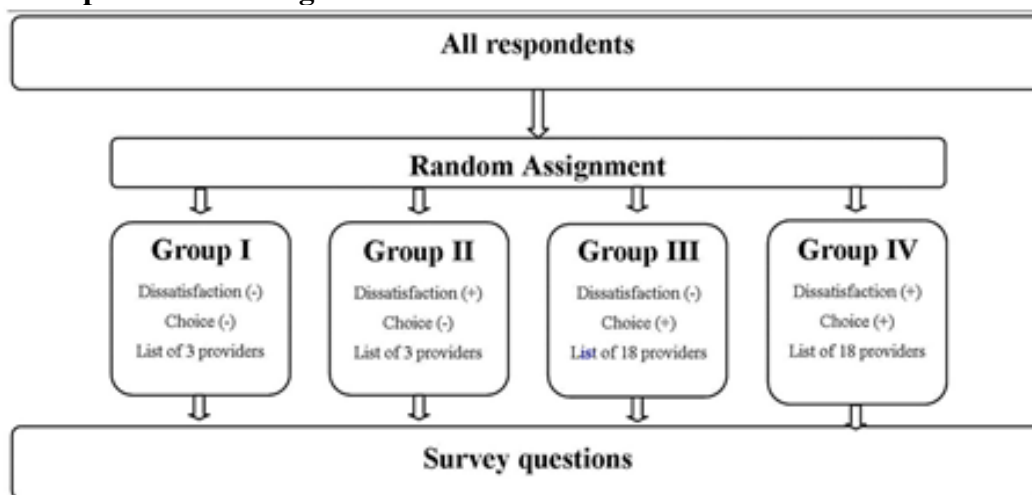 All respondents
Random Assignment
Group I
Dissatisfaction (-)
Choice (-)
List of 3 providers
Group II
Dissatisfaction (+)
Choice (-)
List of 3 providers
Group III
Dissatisfaction (-)
Choice (+)
List of 18 providers
Group IV
Dissatisfaction (+)
Choice (+)
List of 18 providers
Survey questions